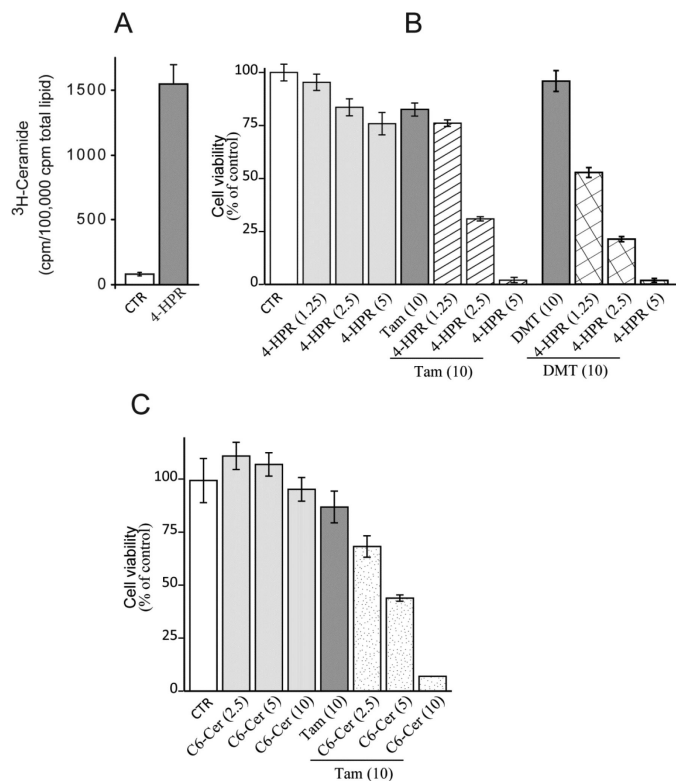 A
³H-Ceramide
(cpm/100,000 cpm total lipid)
1500
1000
500
0
CTR
4-HPR
B
Cell viability
(% of control)
100
75
25
0
CTR
4-HPR (1.25)
4-HPR (2.5)
4-HPR (5)
Tam (10)
4-HPR (1.25)
4-HPR (2.5)
4-HPR (5)
Tam (10)
DMT (10)
4-HPR (1.25)
4-HPR (2.5)
4-HPR (5)
DMT (10)
C
Cell viability
(% of control)
100
75
50
25
0
CTR
C6-Cer (2.5)
C6-Cer (5)
C6-Cer (10)
Tam (10)
C6-Cer (2.5)
C6-Cer (5)
C6-Cer (10)
Tam (10)